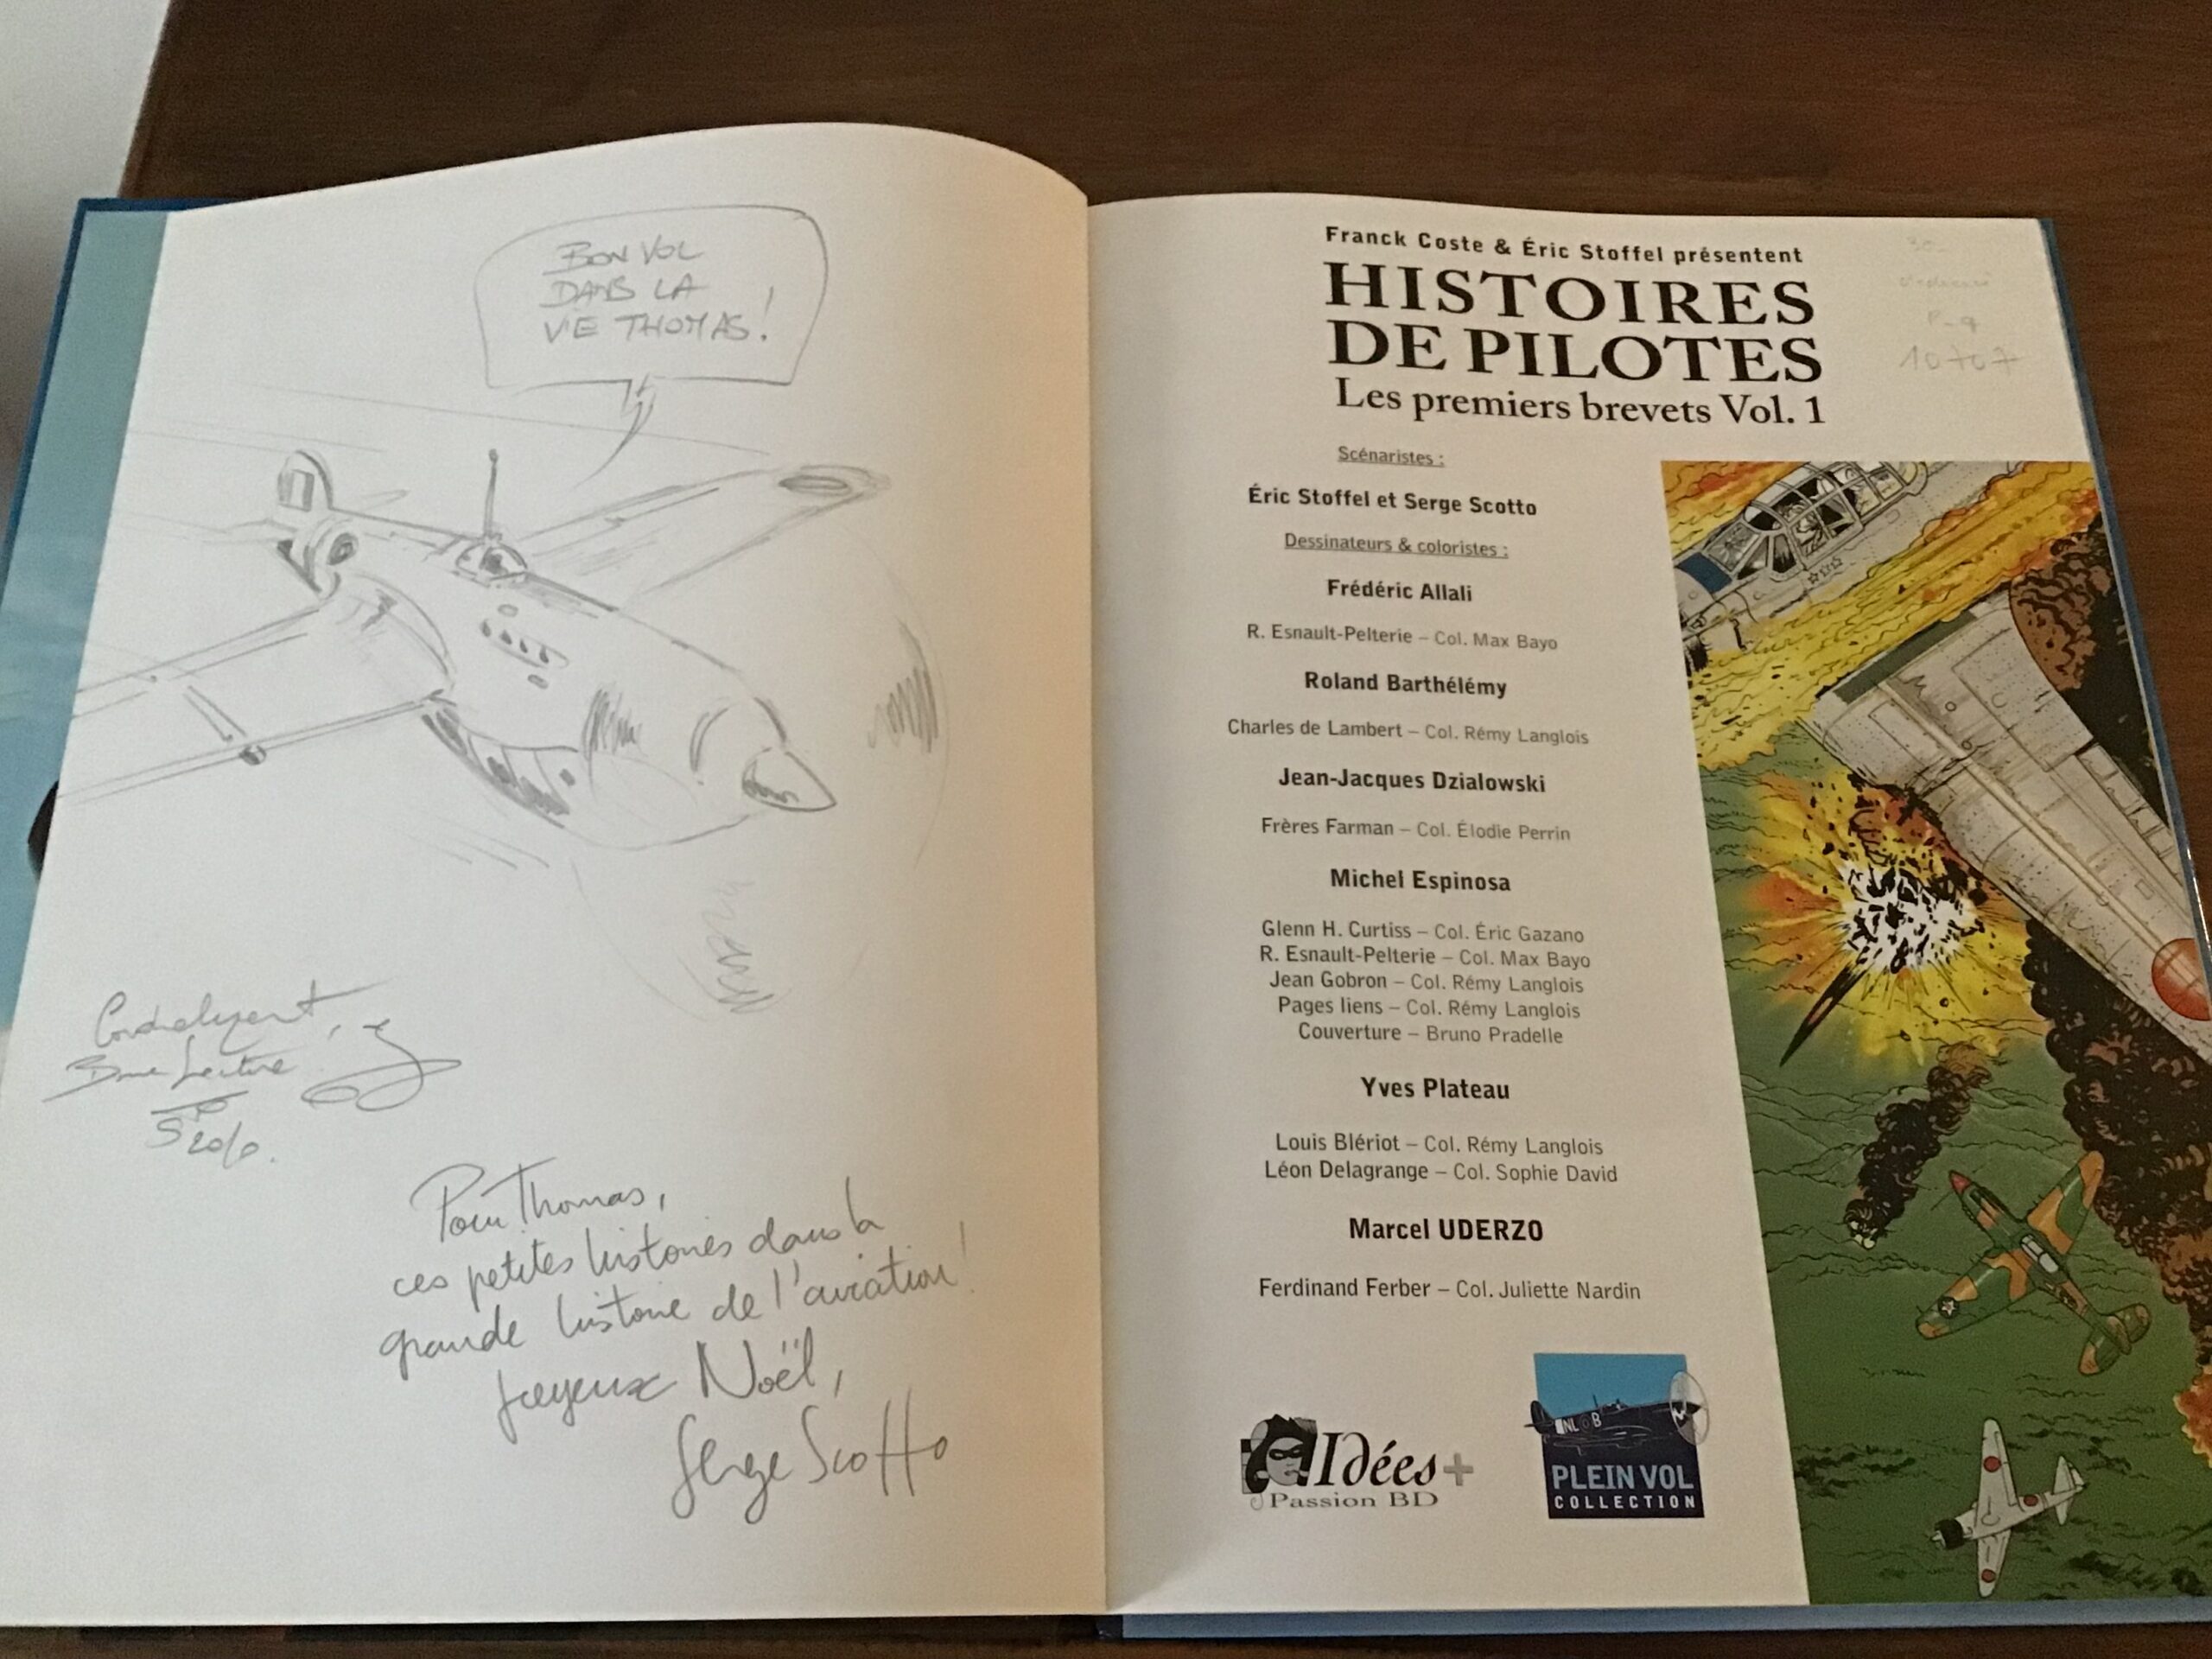 BON VOL
DANS LA
VIE THOMAS !
Cordialement,
Bonne Lecture !
2010.
Pour Thomas,
ces petites histoires dans la
grande histoire de l'aviation !
Joyeux Noël,
Serge Scotto
Franck Coste & Éric Stoffel présentent
HISTOIRES
DE PILOTES
Les premiers brevets Vol. 1
Scénaristes :
Éric Stoffel et Serge Scotto
Dessinateurs & coloristes :
Frédéric Allali
R. Esnault-Pelterie – Col. Max Bayo
Roland Barthélémy
Charles de Lambert – Col. Rémy Langlois
Jean-Jacques Dzialowski
Frères Farman – Col. Élodie Perrin
Michel Espinosa
Glenn H. Curtiss – Col. Éric Gazano
R. Esnault-Pelterie – Col. Max Bayo
Jean Gobron – Col. Rémy Langlois
Pages liens – Col. Rémy Langlois
Couverture – Bruno Pradelle
Yves Plateau
Louis Blériot – Col. Rémy Langlois
Léon Delagrange – Col. Sophie David
Marcel UDERZO
Ferdinand Ferber – Col. Juliette Nardin
Idées+
Passion BD
NL B
PLEIN VOL
COLLECTION
10707